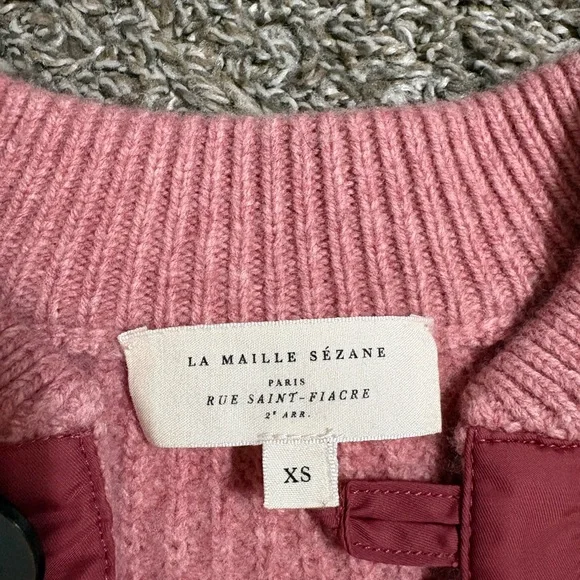 LA MAILLE SÉZANE
PARIS
RUE SAINT-FIACRE
2ᵉ ARR.
XS